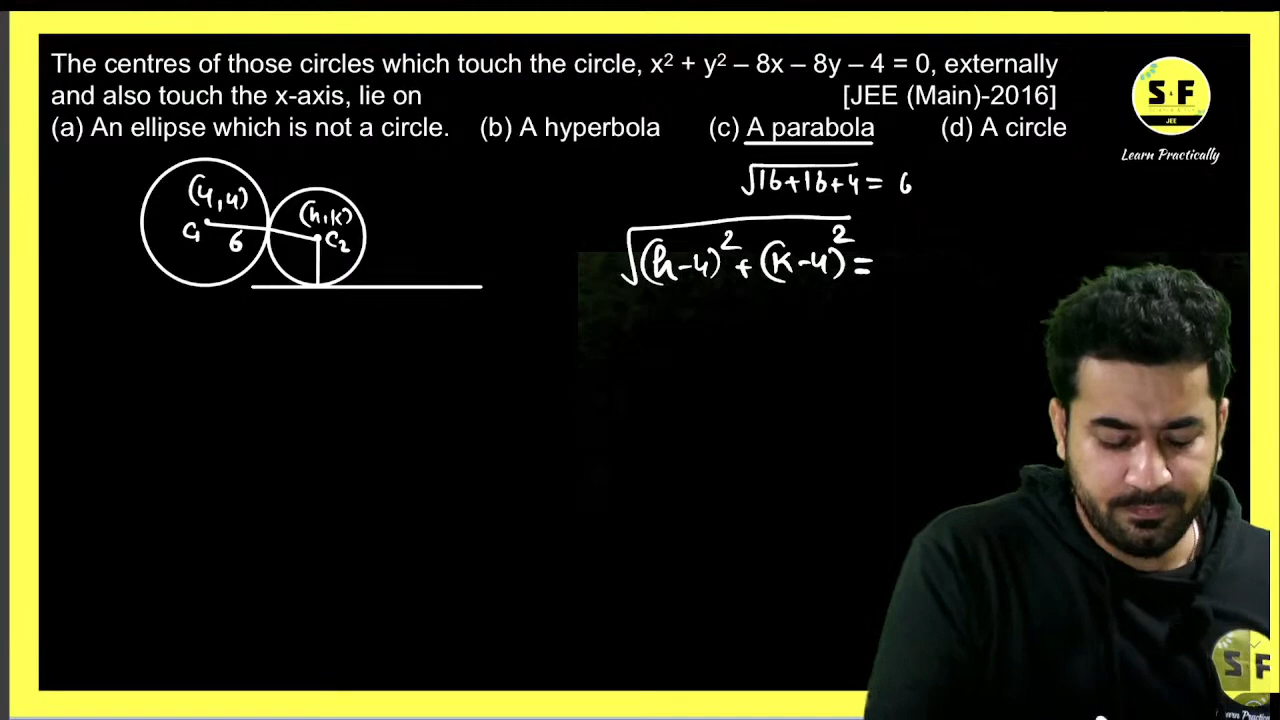 The centres of those circles which touch the circle, x² + y² – 8x – 8y – 4 = 0, externally
and also touch the x-axis, lie on [JEE (Main)-2016]
(a) An ellipse which is not a circle. (b) A hyperbola (c) A parabola (d) A circle
S&F
JEE
Learn Practically
√16+16+4 = 6
(4,4)
C1
6
(h,k)
C2
√(h-4)² + (k-4)² =
S F